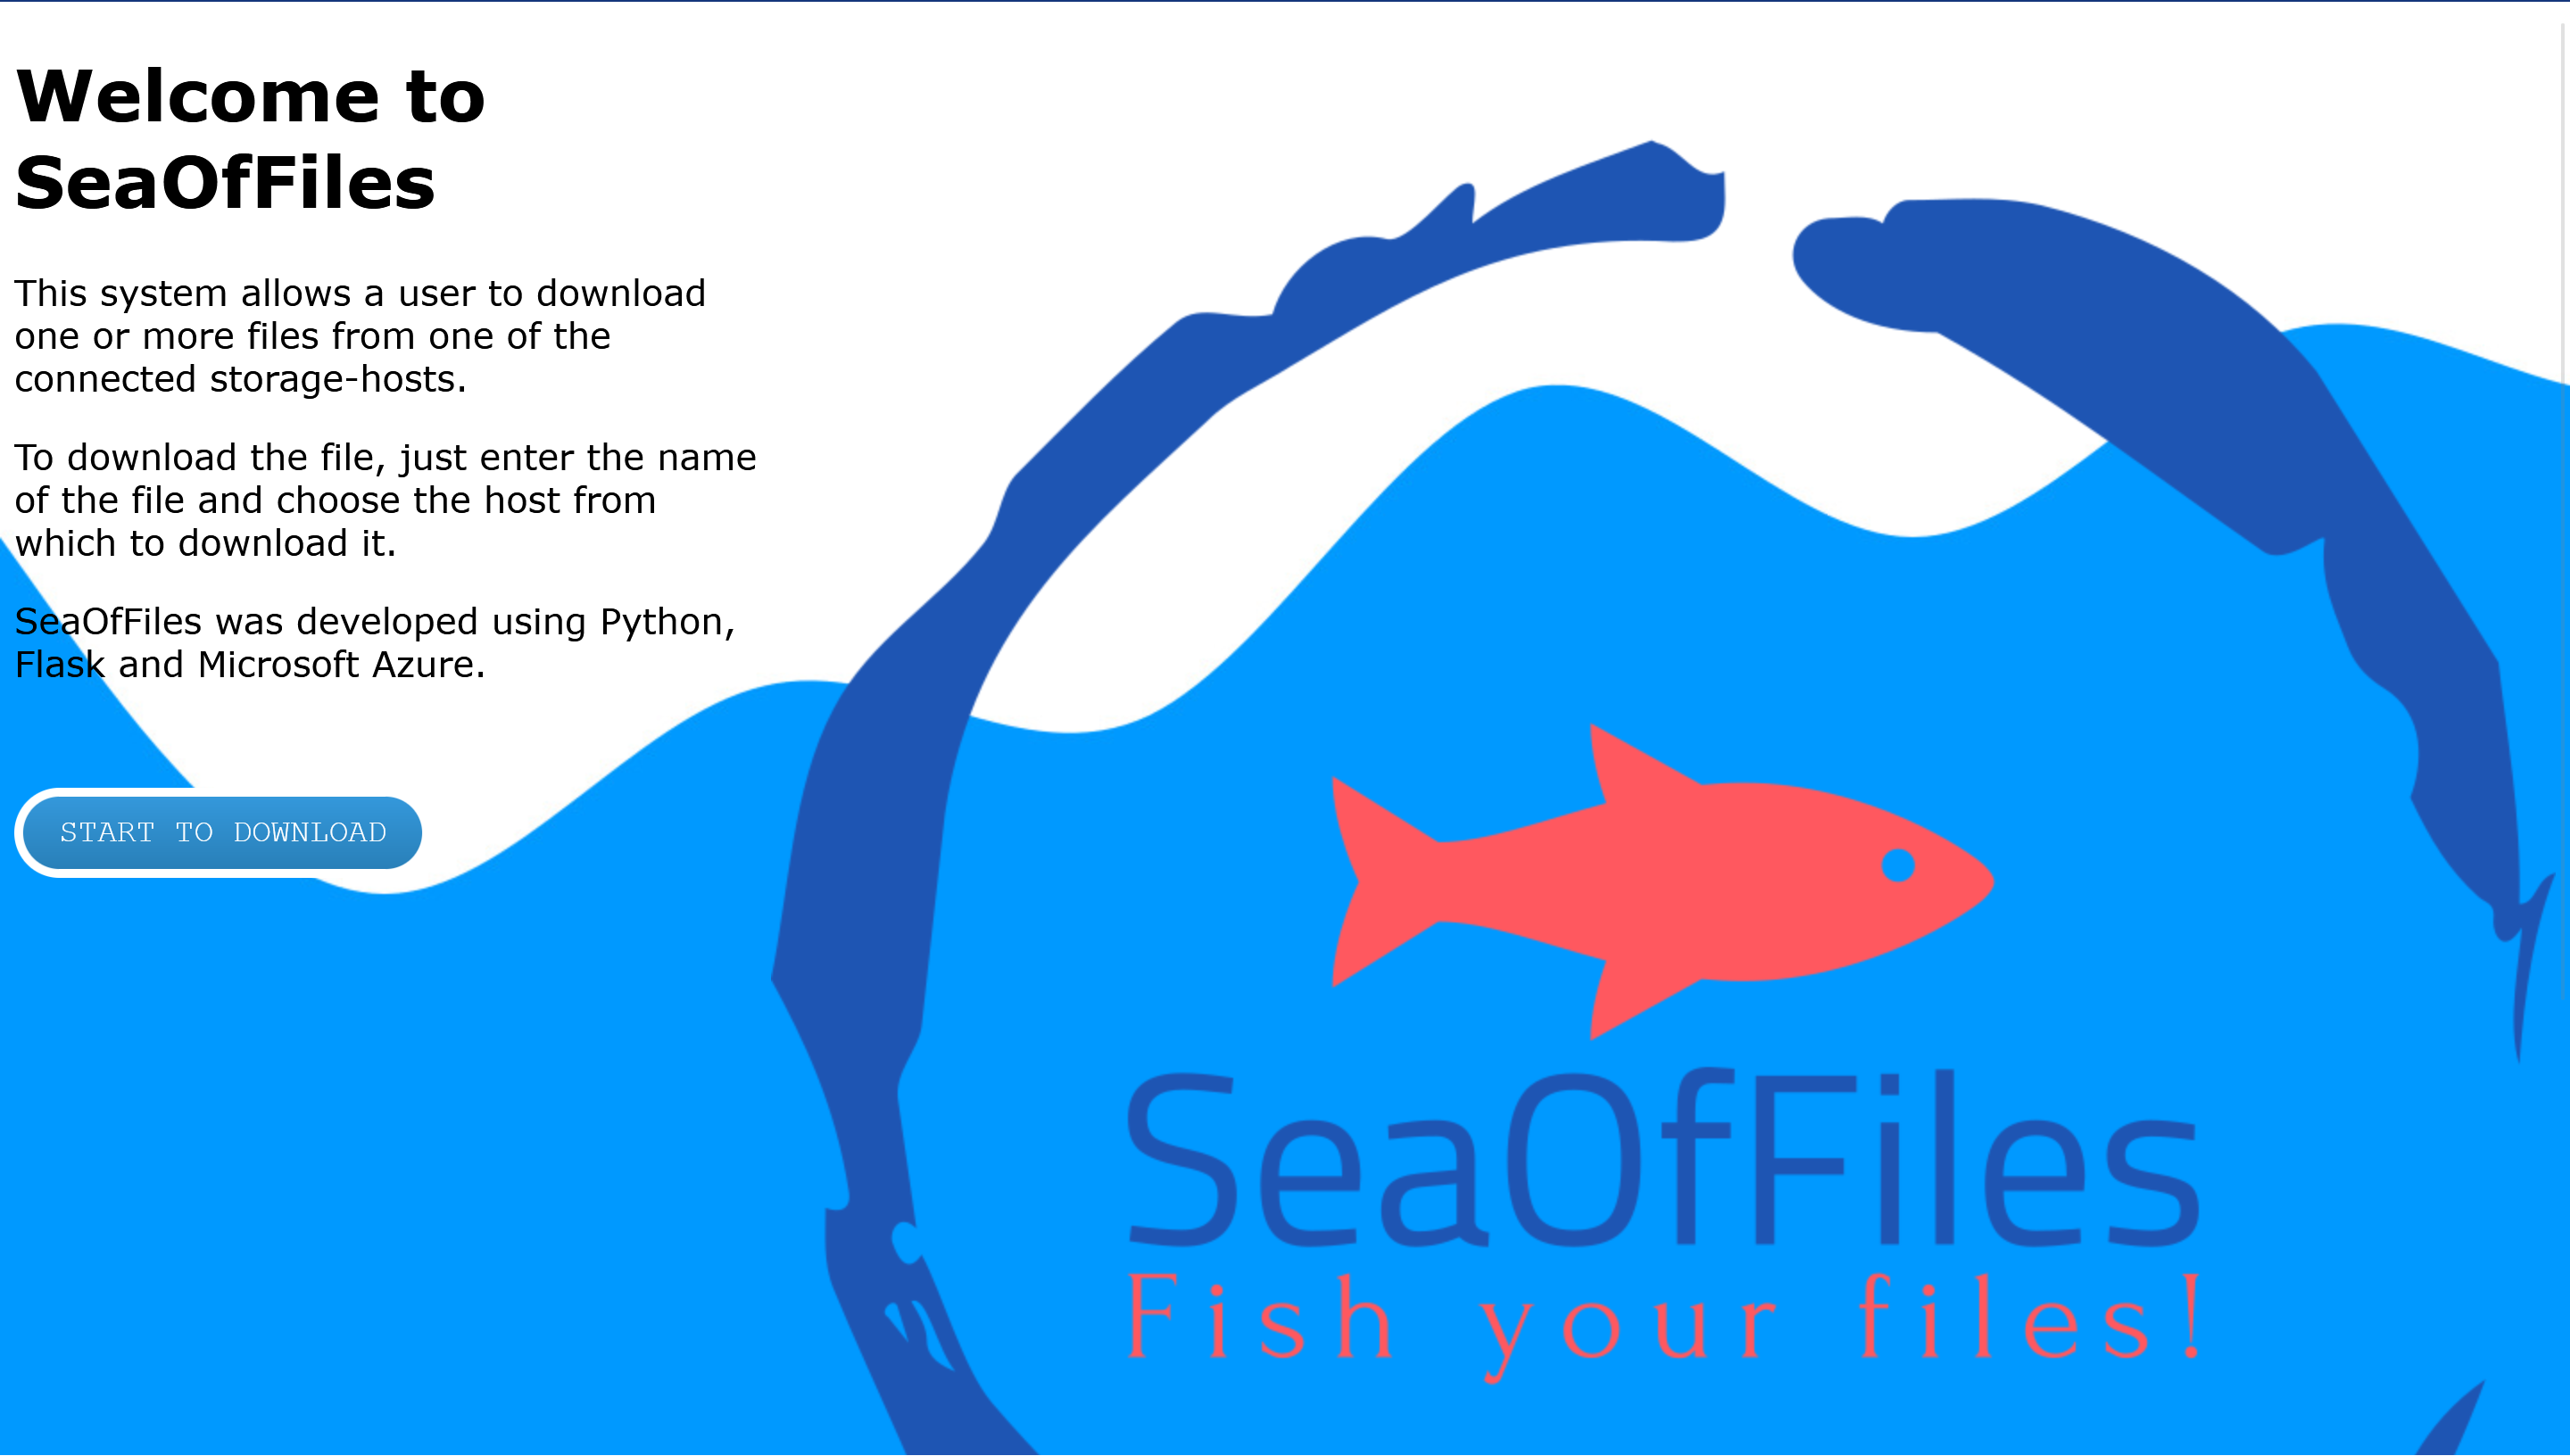 Welcome to
SeaOfFiles
This system allows a user to download
one or more files from one of the
connected storage-hosts.
To download the file, just enter the name
of the file and choose the host from
which to download it.
SeaOfFiles was developed using Python,
Flask and Microsoft Azure.
START TO DOWNLOAD
SeaOfFiles
Fish your files!